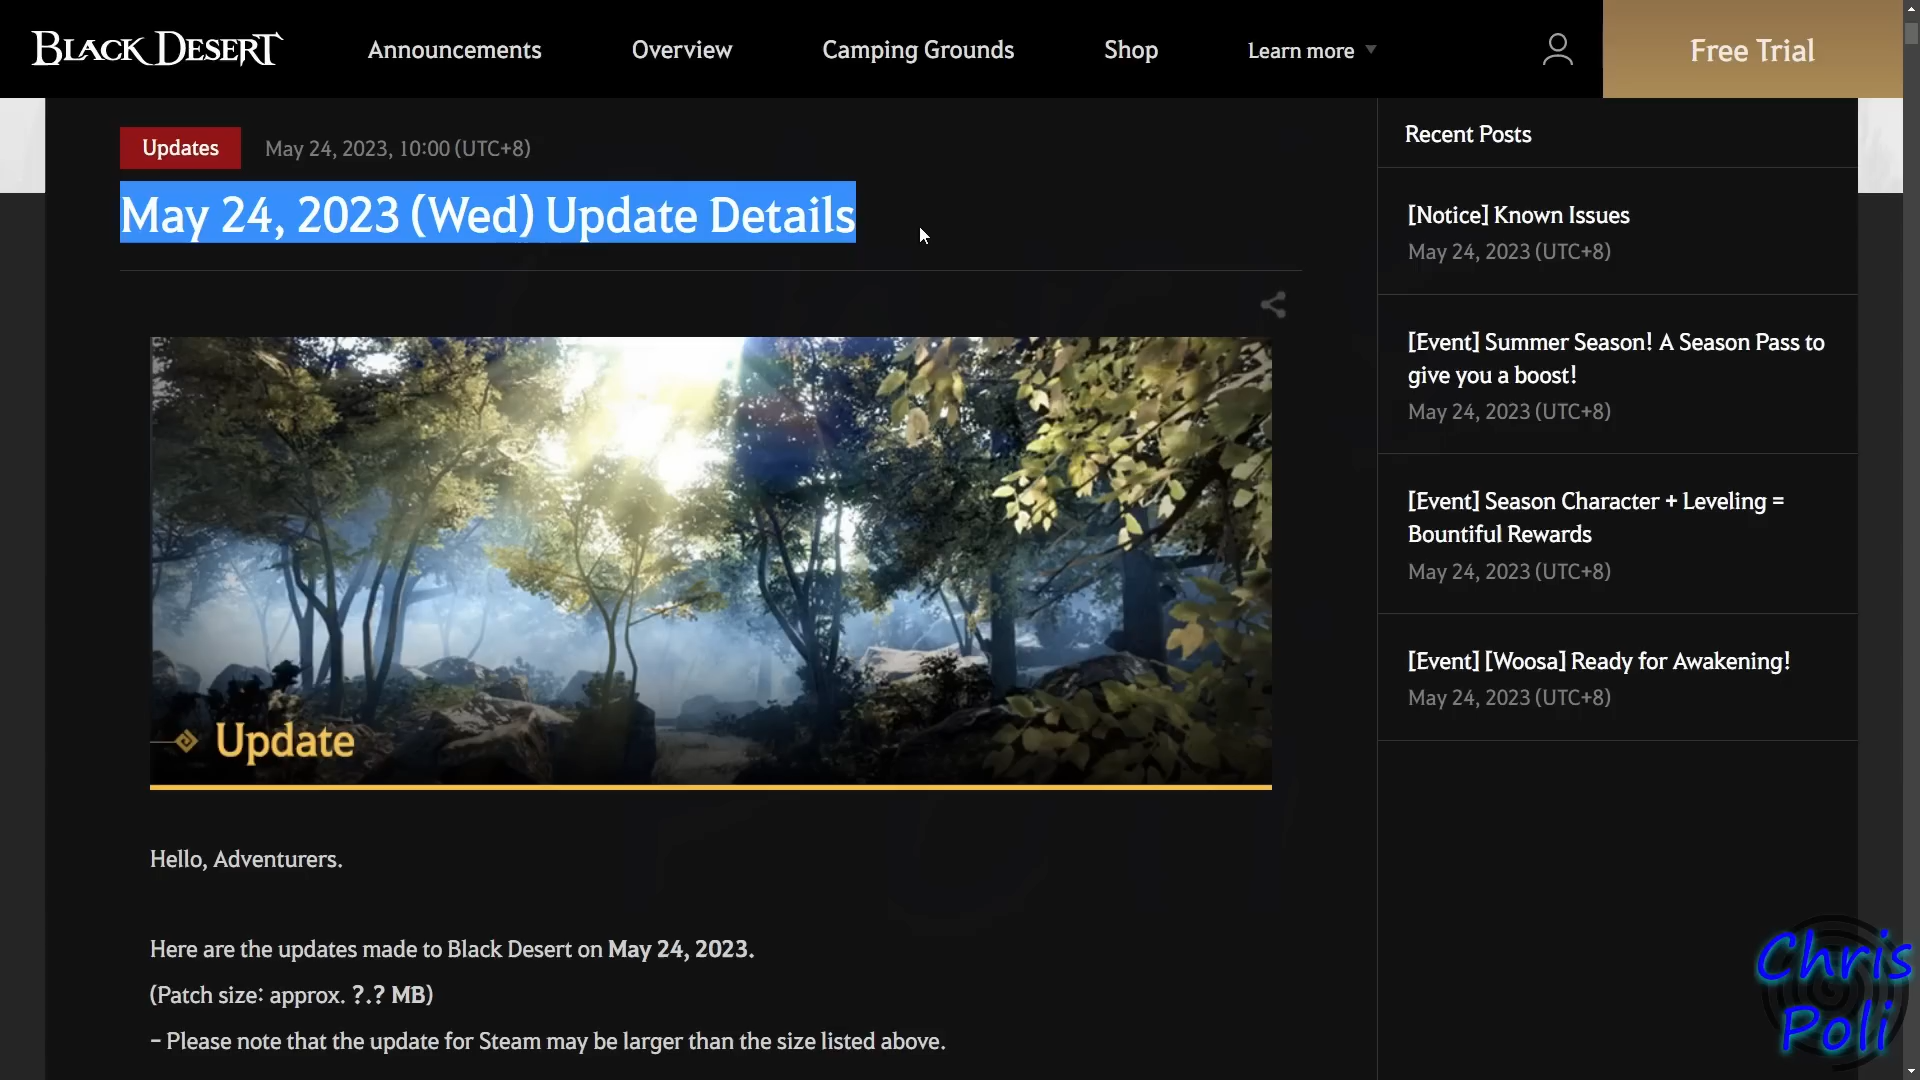 BLACK DESERT
Announcements
Overview
Camping Grounds
Shop
Learn more
Free Trial
Updates
May 24, 2023, 10:00 (UTC+8)
May 24, 2023 (Wed) Update Details
Update
Hello, Adventurers.
Here are the updates made to Black Desert on May 24, 2023.
(Patch size: approx. ?.? MB)
- Please note that the update for Steam may be larger than the size listed above.
Recent Posts
[Notice] Known Issues
May 24, 2023 (UTC+8)
[Event] Summer Season! A Season Pass to
give you a boost!
May 24, 2023 (UTC+8)
[Event] Season Character + Leveling =
Bountiful Rewards
May 24, 2023 (UTC+8)
[Event] [Woosa] Ready for Awakening!
May 24, 2023 (UTC+8)
Chris
Poli